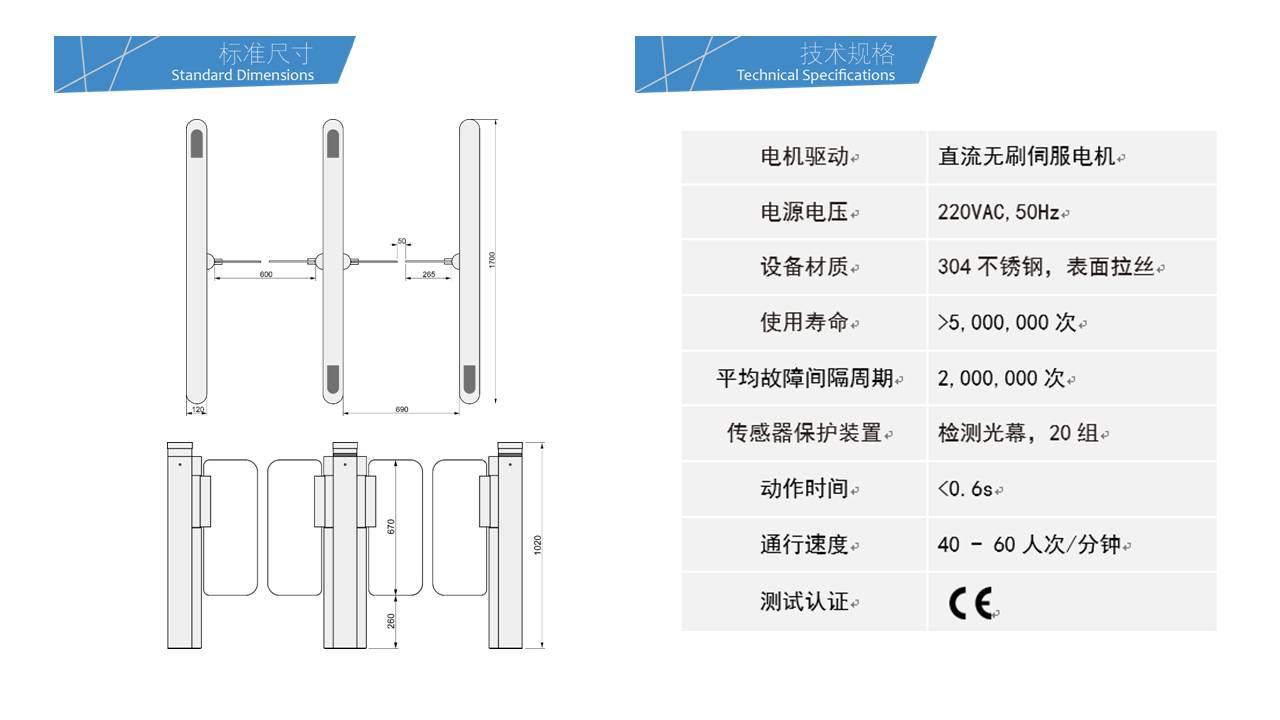 标准尺寸
Standard Dimensions
50
600
265
1700
120
690
670
1020
260
技术规格
Technical Specifications
电机驱动 直流无刷伺服电机
电源电压 220VAC,50Hz
设备材质 304 不锈钢，表面拉丝
使用寿命 >5,000,000 次
平均故障间隔周期 2,000,000 次
传感器保护装置 检测光幕，20 组
动作时间 <0.6s
通行速度 40 - 60 人次/分钟
测试认证 CE